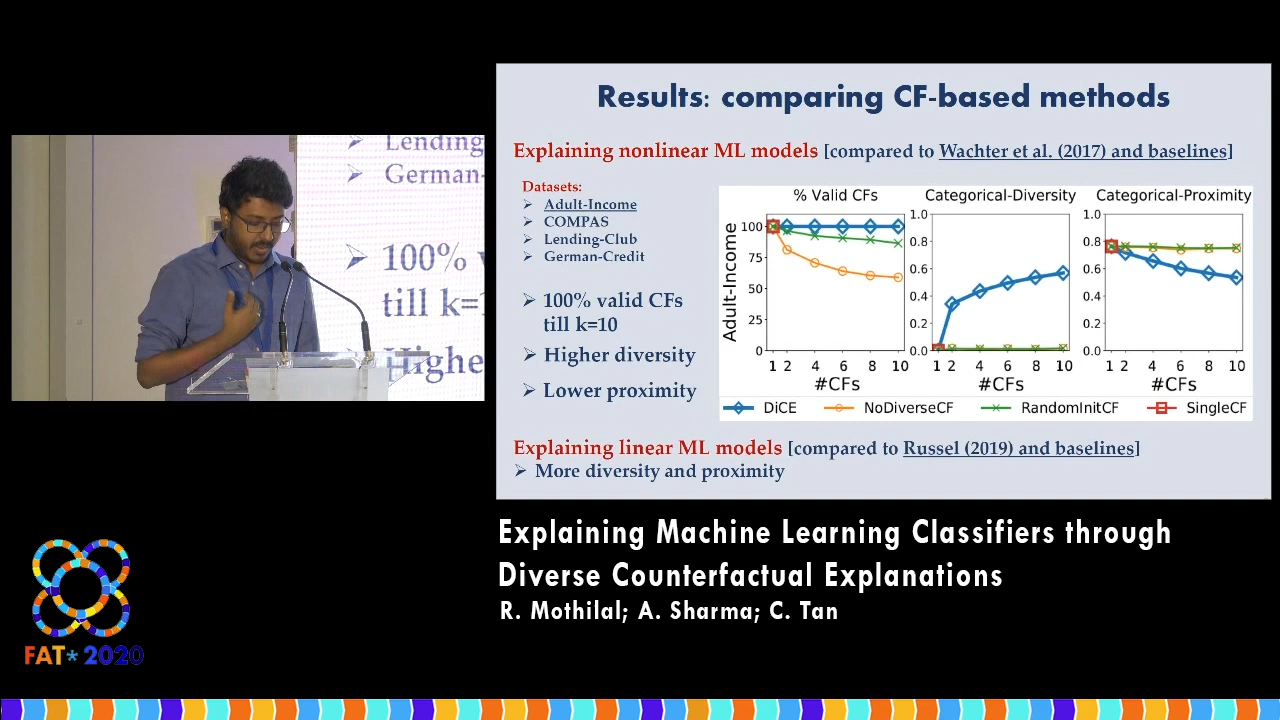 Lending
German-
100%
till k=
Highe
Results: comparing CF-based methods
Explaining nonlinear ML models [compared to Wachter et al. (2017) and baselines]
Datasets:
➢ Adult-Income
➢ COMPAS
➢ Lending-Club
➢ German-Credit
➢ 100% valid CFs
till k=10
➢ Higher diversity
➢ Lower proximity
% Valid CFs
Adult-Income
100
75
50
25
0
1 2 4 6 8 10
#CFs
Categorical-Diversity
1.0
0.8
0.6
0.4
0.2
0.0
1 2 4 6 8 10
#CFs
Categorical-Proximity
1.0
0.8
0.6
0.4
0.2
0.0
1 2 4 6 8 10
#CFs
DiCE NoDiverseCF RandomInitCF SingleCF
Explaining linear ML models [compared to Russel (2019) and baselines]
➢ More diversity and proximity
Explaining Machine Learning Classifiers through
Diverse Counterfactual Explanations
R. Mothilal; A. Sharma; C. Tan
FAT* 2020